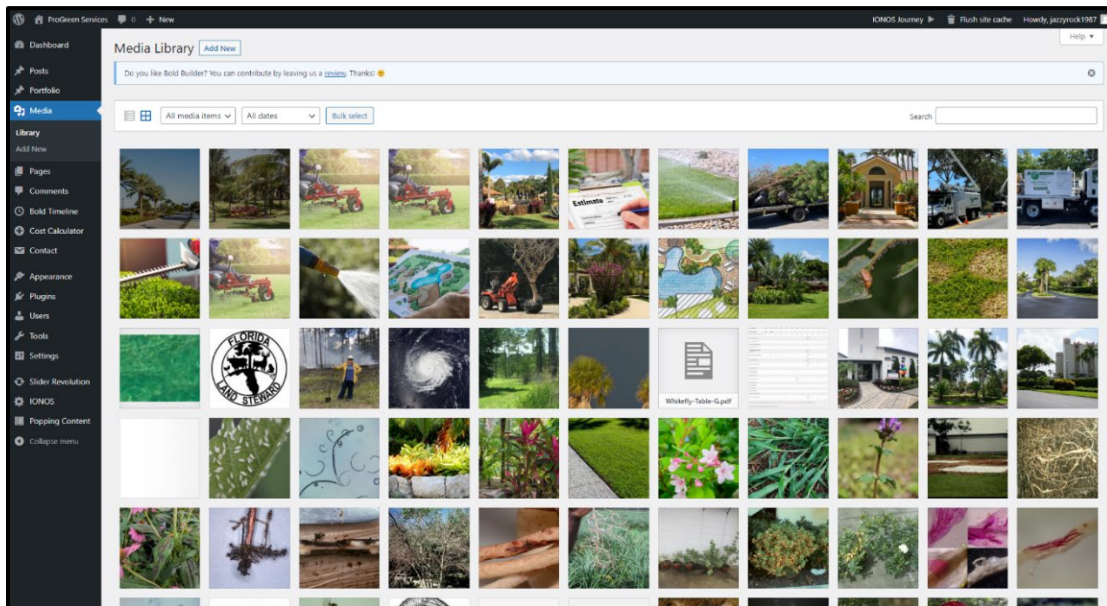 ProGreen Services 0 + New IONOS Journey Flush site cache Howdy, jazzyrock1987
Help
Dashboard
Posts
Portfolio
Media
Library
Add New
Pages
Comments
Bold Timeline
Cost Calculator
Contact
Appearance
Plugins
Users
Tools
Settings
Slider Revolution
IONOS
Popping Content
Collapse menu
Media Library Add New
Do you like Bold Builder? You can contribute by leaving us a review. Thanks!
All media items All dates Bulk select Search
Estimate
FLORIDA
LAND STEWARD
Whitefly-Table-G.pdf